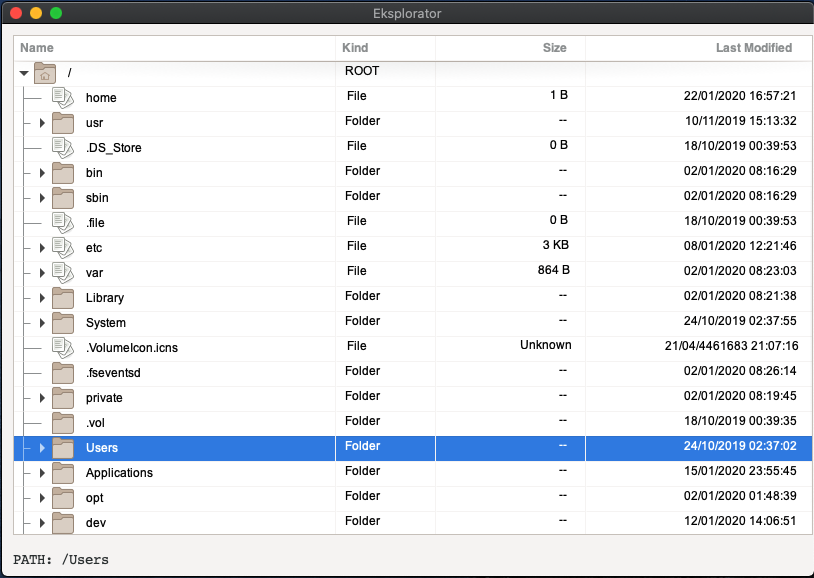 Eksplorator
Name Kind Size Last Modified
/ ROOT
home File 1 B 22/01/2020 16:57:21
usr Folder -- 10/11/2019 15:13:32
.DS_Store File 0 B 18/10/2019 00:39:53
bin Folder -- 02/01/2020 08:16:29
sbin Folder -- 02/01/2020 08:16:29
.file File 0 B 18/10/2019 00:39:53
etc File 3 KB 08/01/2020 12:21:46
var File 864 B 02/01/2020 08:23:03
Library Folder -- 02/01/2020 08:21:38
System Folder -- 24/10/2019 02:37:55
.VolumeIcon.icns File Unknown 21/04/4461683 21:07:16
.fseventsd Folder -- 02/01/2020 08:26:14
private Folder -- 02/01/2020 08:19:45
.vol Folder -- 18/10/2019 00:39:35
Users Folder -- 24/10/2019 02:37:02
Applications Folder -- 15/01/2020 23:55:45
opt Folder -- 02/01/2020 01:48:39
dev Folder -- 12/01/2020 14:06:51
PATH: /Users